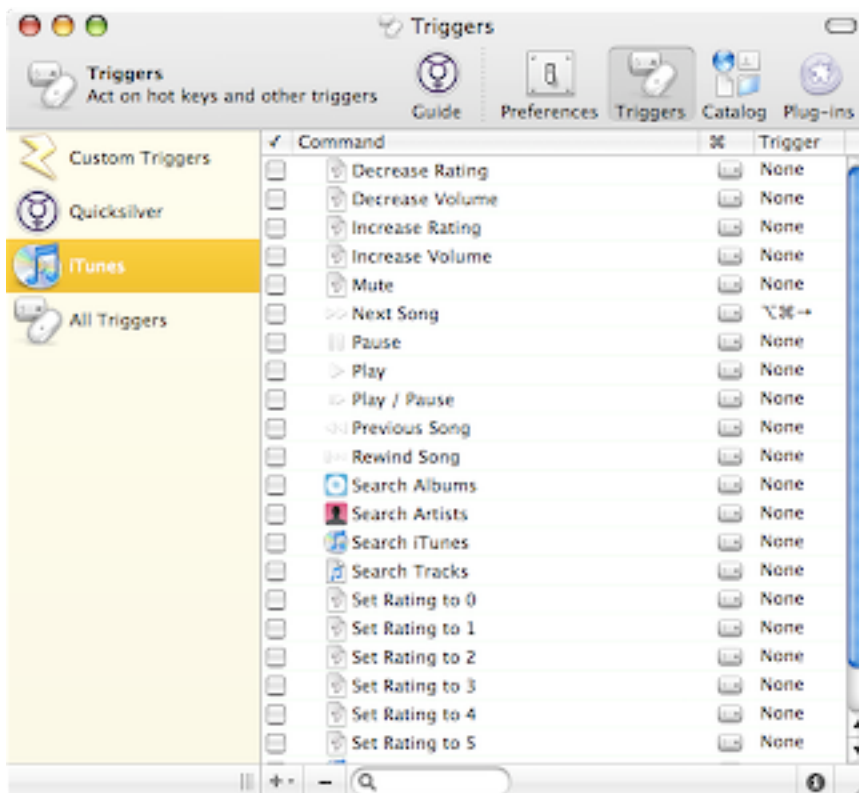 Triggers
Triggers
Act on hot keys and other triggers
Guide
Preferences
Triggers
Catalog
Plug-ins
Custom Triggers
Quicksilver
iTunes
All Triggers
✓ Command ⌘ Trigger
Decrease Rating None
Decrease Volume None
Increase Rating None
Increase Volume None
Mute None
Next Song ⌥⌘→
Pause None
Play None
Play / Pause None
Previous Song None
Rewind Song None
Search Albums None
Search Artists None
Search iTunes None
Search Tracks None
Set Rating to 0 None
Set Rating to 1 None
Set Rating to 2 None
Set Rating to 3 None
Set Rating to 4 None
Set Rating to 5 None